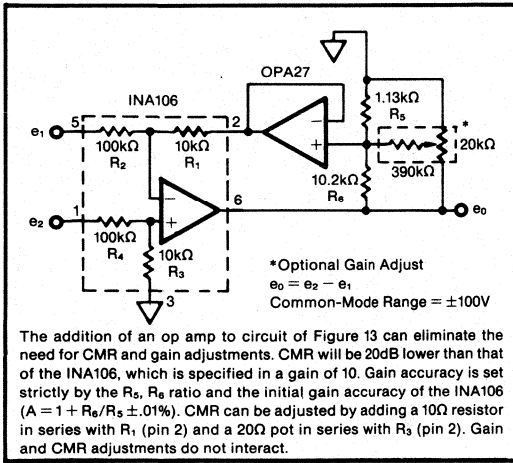 OPA27
INA106
1.13kΩ
R₅
*
5
2
e₁
100kΩ
R₂
10kΩ
R₁
−
+
20kΩ
390kΩ
10.2kΩ
R₆
−
+
6
e₂
1
100kΩ
R₄
10kΩ
R₃
3
e₀
*Optional Gain Adjust
e₀ = e₂ − e₁
Common-Mode Range = ±100V
The addition of an op amp to circuit of Figure 13 can eliminate the
need for CMR and gain adjustments. CMR will be 20dB lower than that
of the INA106, which is specified in a gain of 10. Gain accuracy is set
strictly by the R₅, R₆ ratio and the initial gain accuracy of the INA106
(A = 1 + R₆/R₅ ±.01%). CMR can be adjusted by adding a 10Ω resistor
in series with R₁ (pin 2) and a 20Ω pot in series with R₃ (pin 2). Gain
and CMR adjustments do not interact.